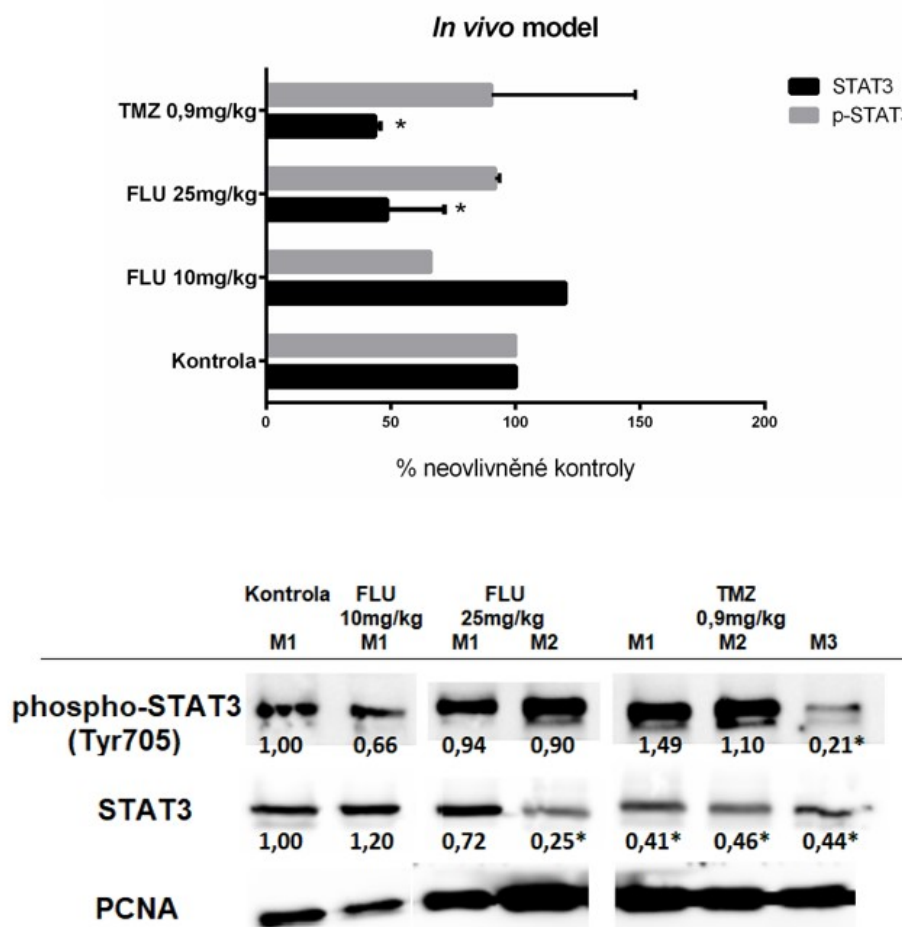 In vivo model
STAT3
p-STAT3
TMZ 0,9mg/kg
*
FLU 25mg/kg
*
FLU 10mg/kg
Kontrola
0 50 100 150 200
% neovlivněné kontroly
Kontrola FLU FLU TMZ
10mg/kg 25mg/kg 0,9mg/kg
M1 M1 M1 M2 M1 M2 M3
phospho-STAT3
(Tyr705)
1,00 0,66 0,94 0,90 1,49 1,10 0,21*
STAT3
1,00 1,20 0,72 0,25* 0,41* 0,46* 0,44*
PCNA